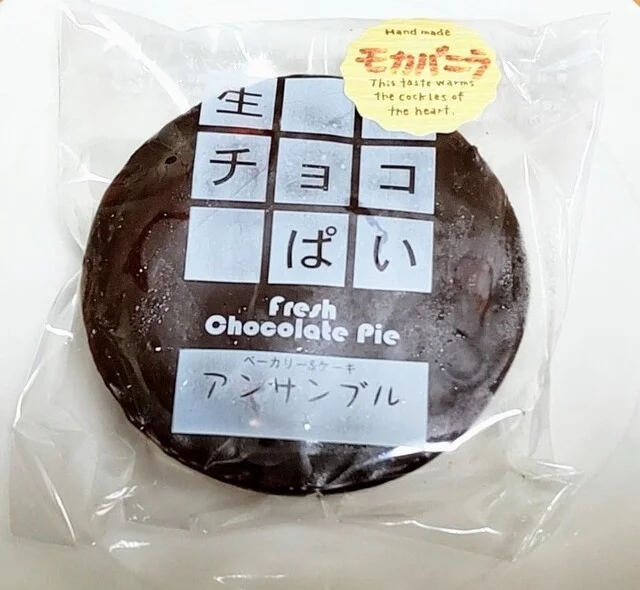 Hand made
モカバニラ
This taste warms
the cockles of
the heart.
生
チョコ
ぱい
Fresh
Chocolate Pie
ベーカリー&ケーキ
アンサンブル